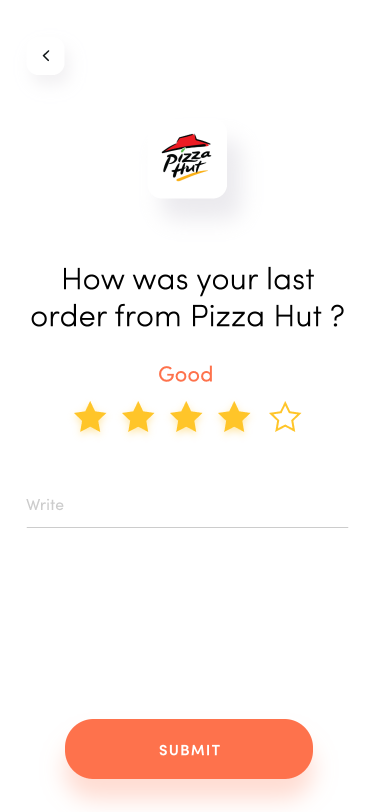 Pizza
Hut
How was your last
order from Pizza Hut ?
Good
Write
SUBMIT